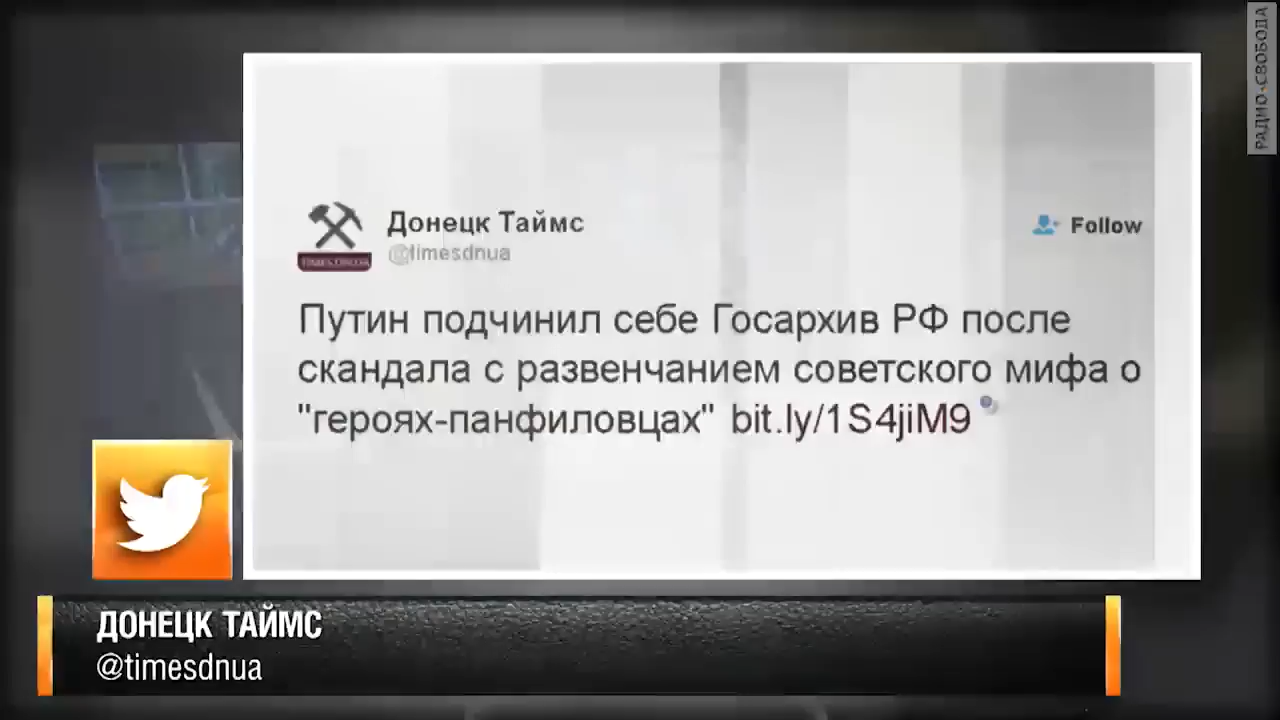 РАДИО СВОБОДА
Донецк Таймс
@timesdnua
Follow
Путин подчинил себе Госархив РФ после
скандала с развенчанием советского мифа о
"героях-панфиловцах" bit.ly/1S4jiM9
ДОНЕЦК ТАЙМС
@timesdnua